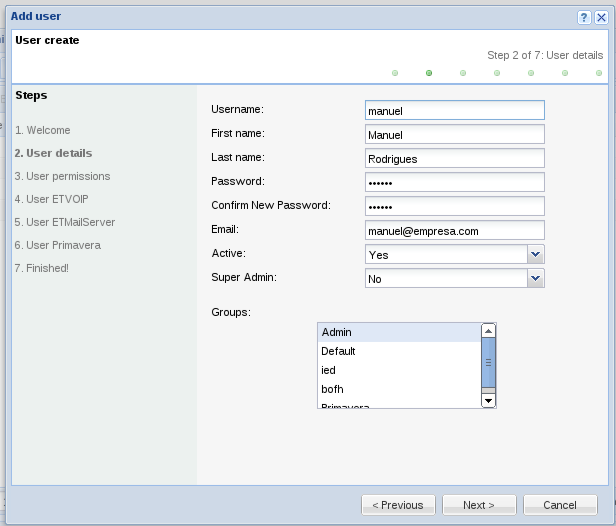 Add user
User create
Step 2 of 7: User details
Steps
1. Welcome
2. User details
3. User permissions
4. User ETVOIP
5. User ETMailServer
6. User Primavera
7. Finished!
Username: manuel
First name: Manuel
Last name: Rodrigues
Password: ••••••
Confirm New Password: ••••••
Email: manuel@empresa.com
Active: Yes
Super Admin: No
Groups:
Admin
Default
ied
bofh
Primavera
< Previous Next > Cancel